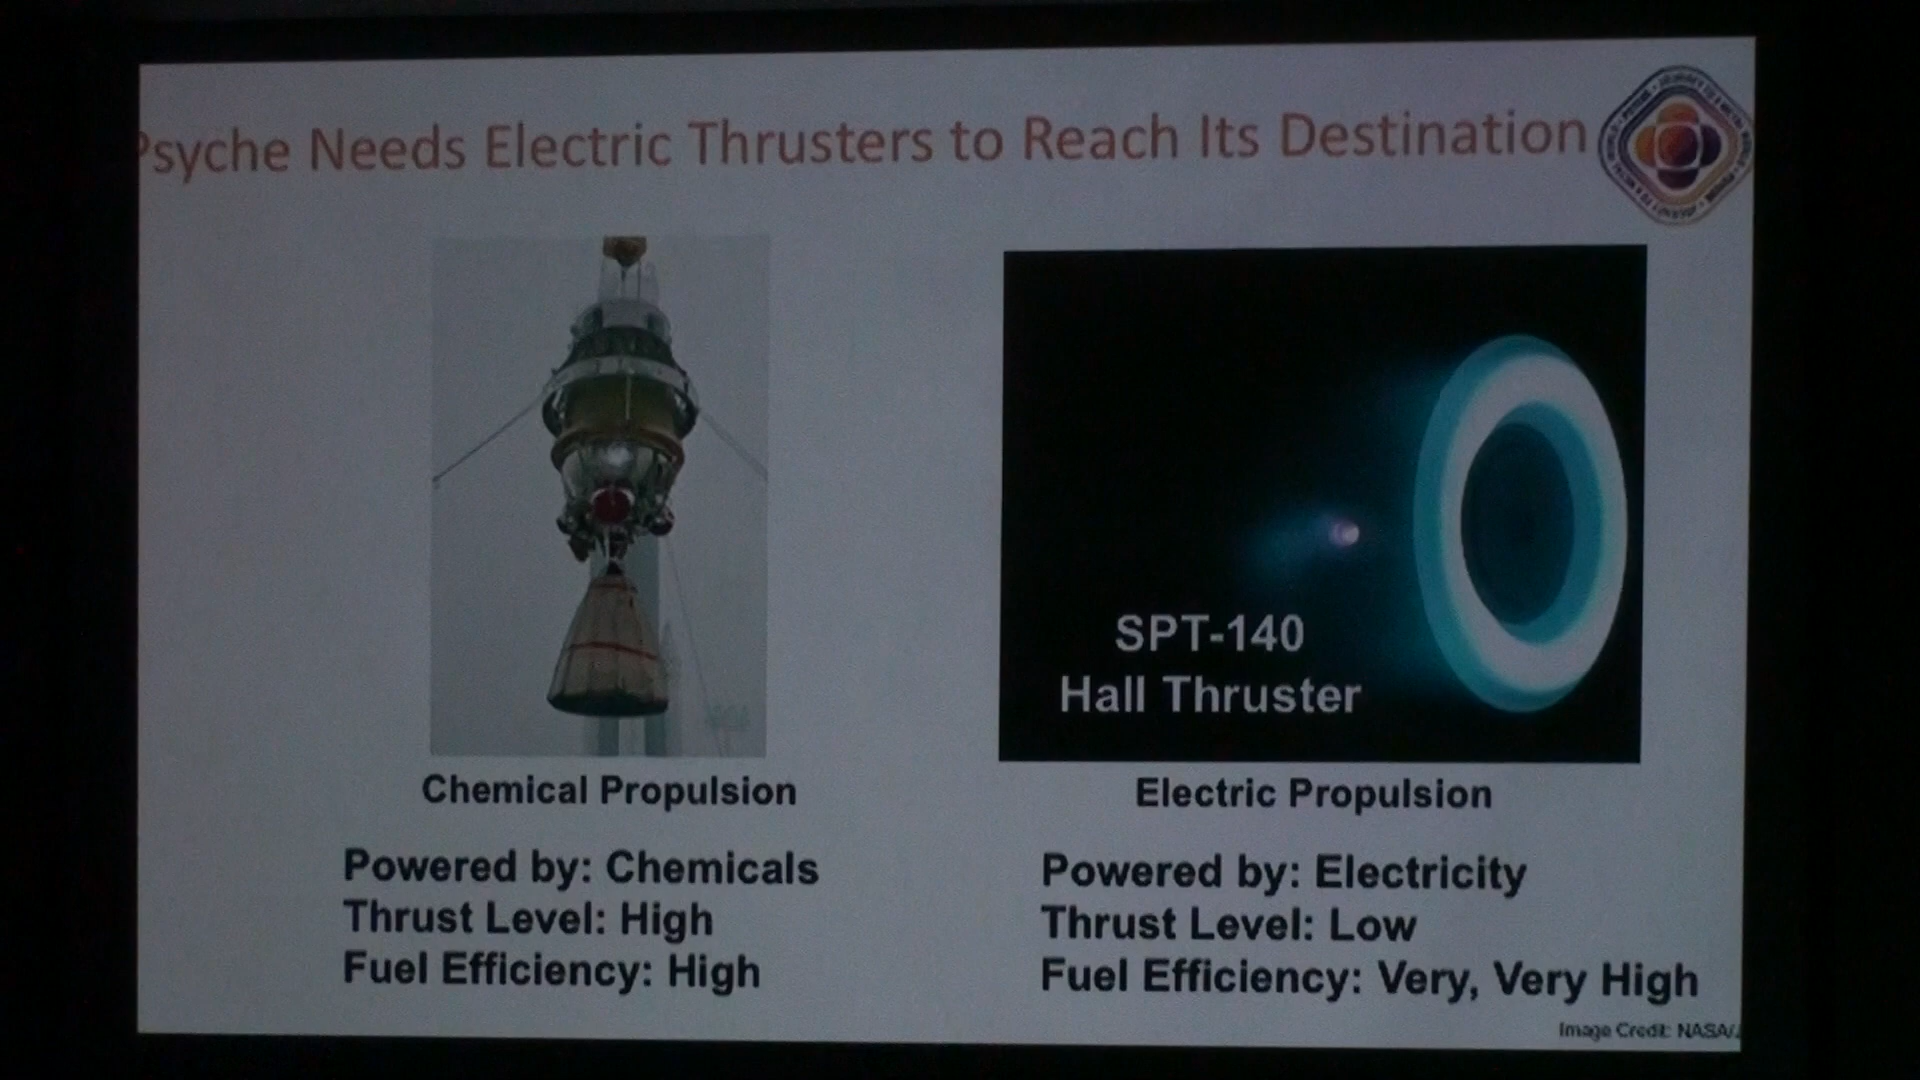 Psyche Needs Electric Thrusters to Reach Its Destination
SPT-140
Hall Thruster
Chemical Propulsion
Electric Propulsion
Powered by: Chemicals
Thrust Level: High
Fuel Efficiency: High
Powered by: Electricity
Thrust Level: Low
Fuel Efficiency: Very, Very High
Image Credit: NASA/